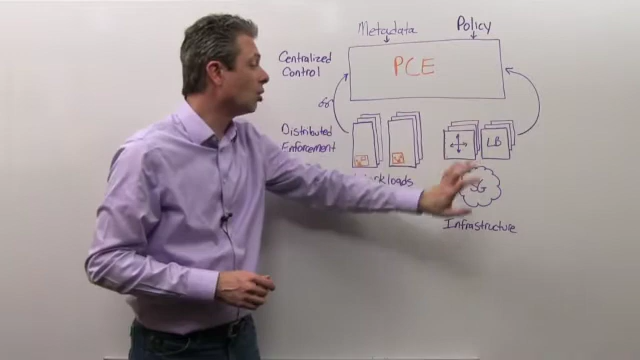 Metadata
Policy
Centralized
Control
PCE
Distributed
Enforcement
LB
SG
Infrastructure